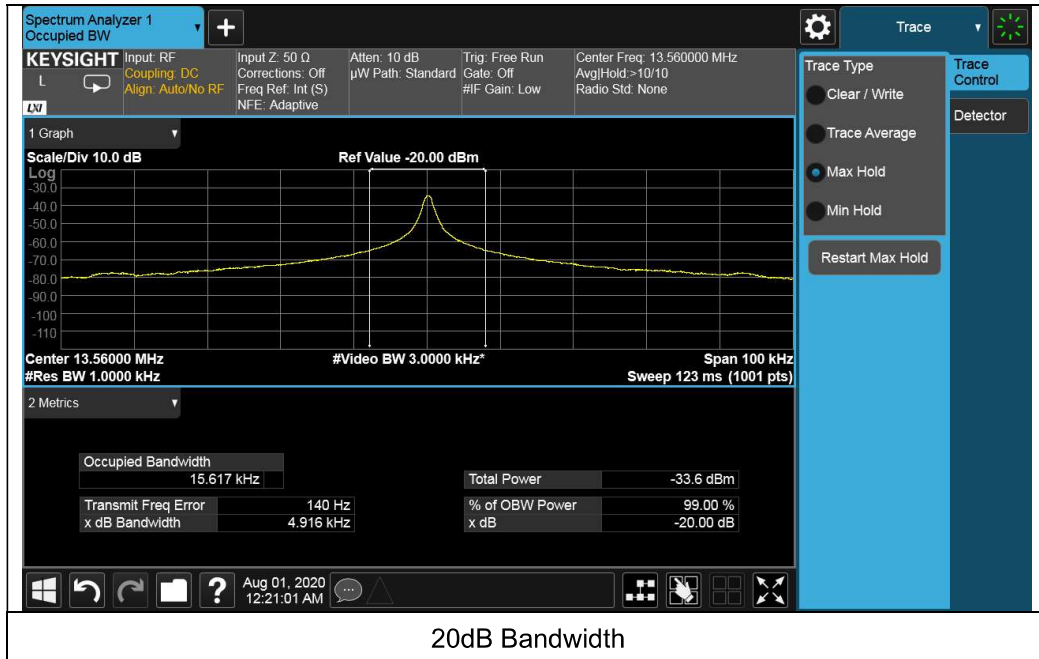 Spectrum Analyzer 1
Occupied BW
+
Trace
KEYSIGHT
L
LXI
Input: RF
Coupling: DC
Align: Auto/No RF
Input Z: 50 Ω
Corrections: Off
Freq Ref: Int (S)
NFE: Adaptive
Atten: 10 dB
µW Path: Standard
Trig: Free Run
Gate: Off
#IF Gain: Low
Center Freq: 13.560000 MHz
Avg|Hold:>10/10
Radio Std: None
Trace Type
Clear / Write
Trace Average
Max Hold
Min Hold
Restart Max Hold
Trace
Control
Detector
1 Graph
Scale/Div 10.0 dB
Ref Value -20.00 dBm
Log
-30.0
-40.0
-50.0
-60.0
-70.0
-80.0
-90.0
-100
-110
Center 13.56000 MHz
#Video BW 3.0000 kHz*
Span 100 kHz
#Res BW 1.0000 kHz
Sweep 123 ms (1001 pts)
2 Metrics
Occupied Bandwidth
15.617 kHz
Total Power -33.6 dBm
Transmit Freq Error 140 Hz
% of OBW Power 99.00 %
x dB Bandwidth 4.916 kHz
x dB -20.00 dB
?
Aug 01, 2020
12:21:01 AM
20dB Bandwidth